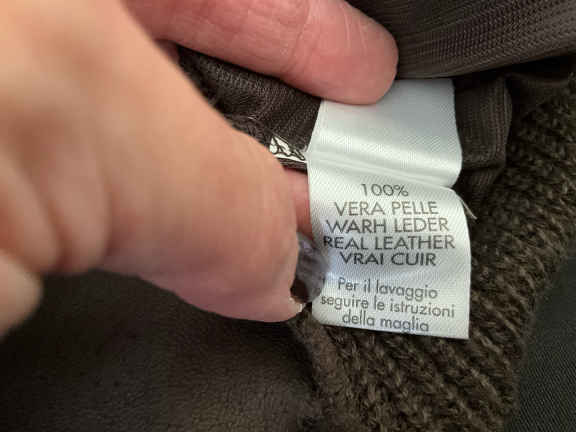 100%
VERA PELLE
WARH LEDER
REAL LEATHER
VRAI CUIR
Per il lavaggio
seguire le istruzioni
della maglia